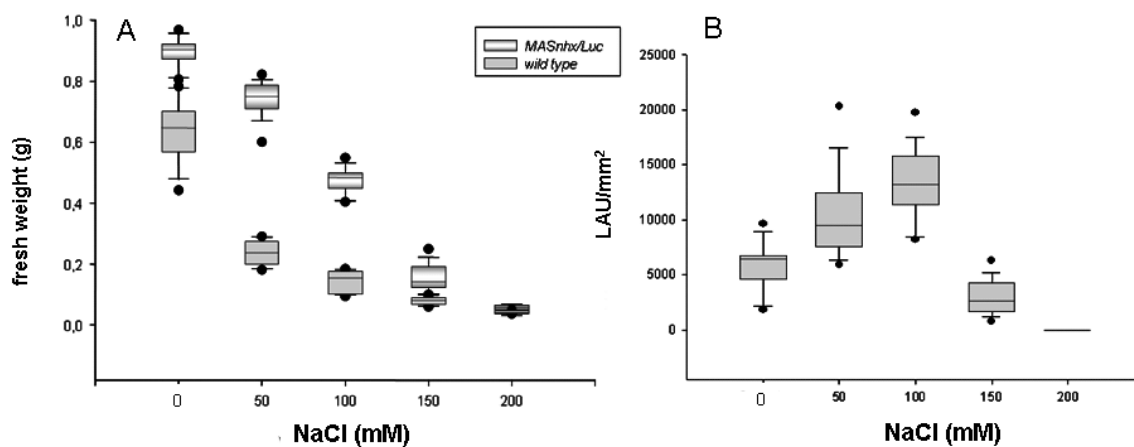 A
MASnhx/Luc
wild type
fresh weight (g)
1,0
0,8
0,6
0,4
0,2
0,0
0 50 100 150 200
NaCl (mM)
B
LAU/mm²
25000
20000
15000
10000
5000
0
0 50 100 150 200
NaCl (mM)